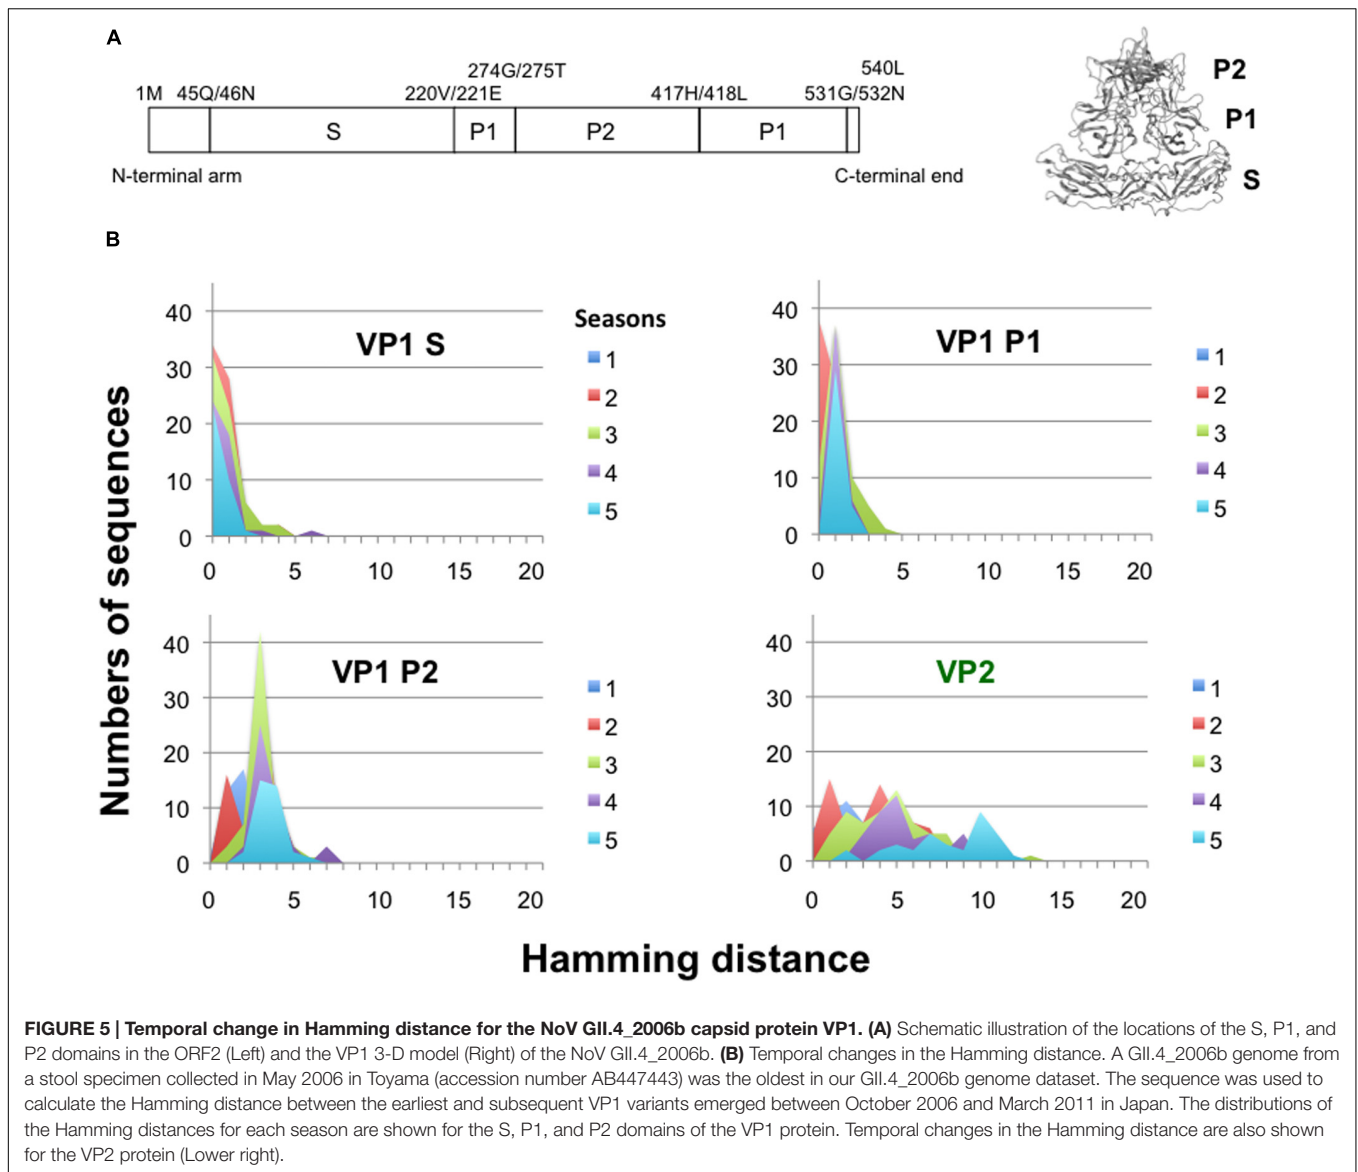 A
274G/275T
540L
1M 45Q/46N 220V/221E 417H/418L 531G/532N
S P1 P2 P1
N-terminal arm C-terminal end
P2
P1
S
B
Numbers of sequences
VP1 S
40
30
20
10
0
0 5 10 15 20
Seasons
1
2
3
4
5
VP1 P1
40
30
20
10
0
0 5 10 15 20
1
2
3
4
5
VP1 P2
40
30
20
10
0
0 5 10 15 20
1
2
3
4
5
VP2
40
30
20
10
0
0 5 10 15 20
1
2
3
4
5
Hamming distance
FIGURE 5 | Temporal change in Hamming distance for the NoV GII.4_2006b capsid protein VP1. (A) Schematic illustration of the locations of the S, P1, and
P2 domains in the ORF2 (Left) and the VP1 3-D model (Right) of the NoV GII.4_2006b. (B) Temporal changes in the Hamming distance. A GII.4_2006b genome from
a stool specimen collected in May 2006 in Toyama (accession number AB447443) was the oldest in our GII.4_2006b genome dataset. The sequence was used to
calculate the Hamming distance between the earliest and subsequent VP1 variants emerged between October 2006 and March 2011 in Japan. The distributions of
the Hamming distances for each season are shown for the S, P1, and P2 domains of the VP1 protein. Temporal changes in the Hamming distance are also shown
for the VP2 protein (Lower right).